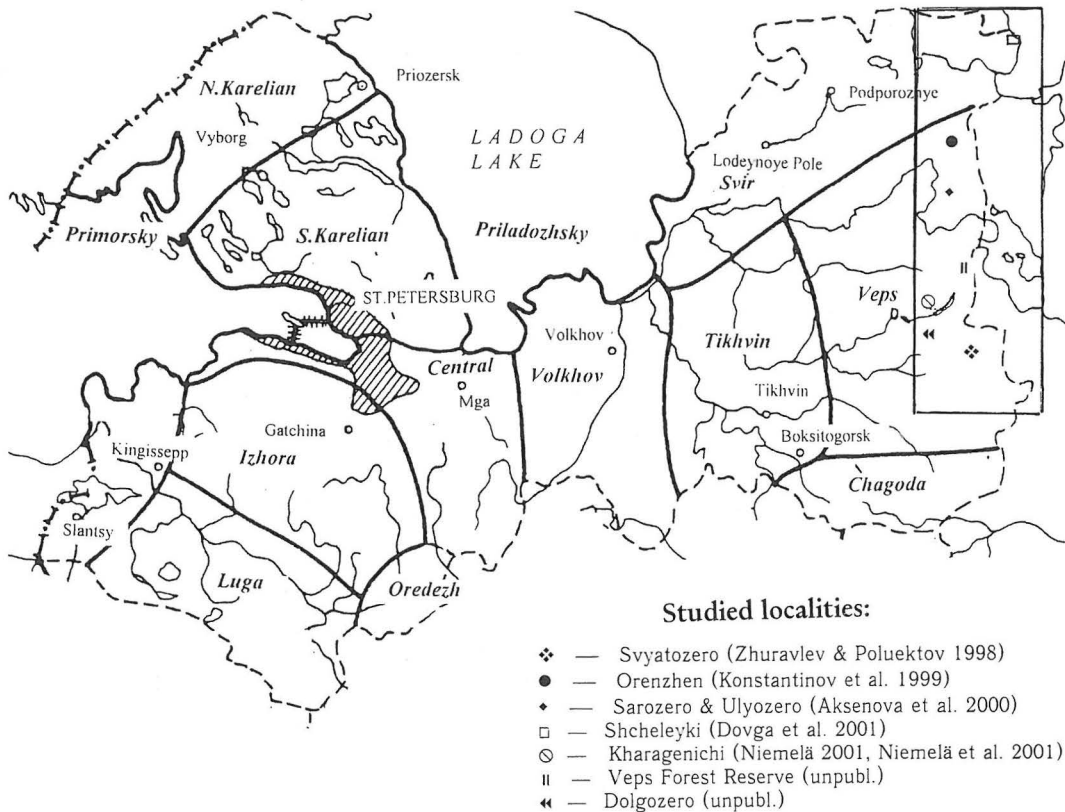 N.Karelian
Priozersk
Vyborg
LADOGA
LAKE
Podporozhye
Lodeynoye Pole
Svir
Primorsky
S.Karelian
Priladozhsky
ST.PETERSBURG
Veps
Volkhov
Tikhvin
Central
Volkhov
Mga
Tikhvin
Gatchina
Boksitogorsk
Kingissepp
Izhora
Chagoda
Slantsy
Luga
Oredezh
Studied localities:
— Svyatozero (Zhuravlev & Poluektov 1998)
— Orenzhen (Konstantinov et al. 1999)
— Sarozero & Ulyozero (Aksenova et al. 2000)
— Shcheleyki (Dovga et al. 2001)
— Kharagenichi (Niemelä 2001, Niemelä et al. 2001)
— Veps Forest Reserve (unpubl.)
— Dolgozero (unpubl.)